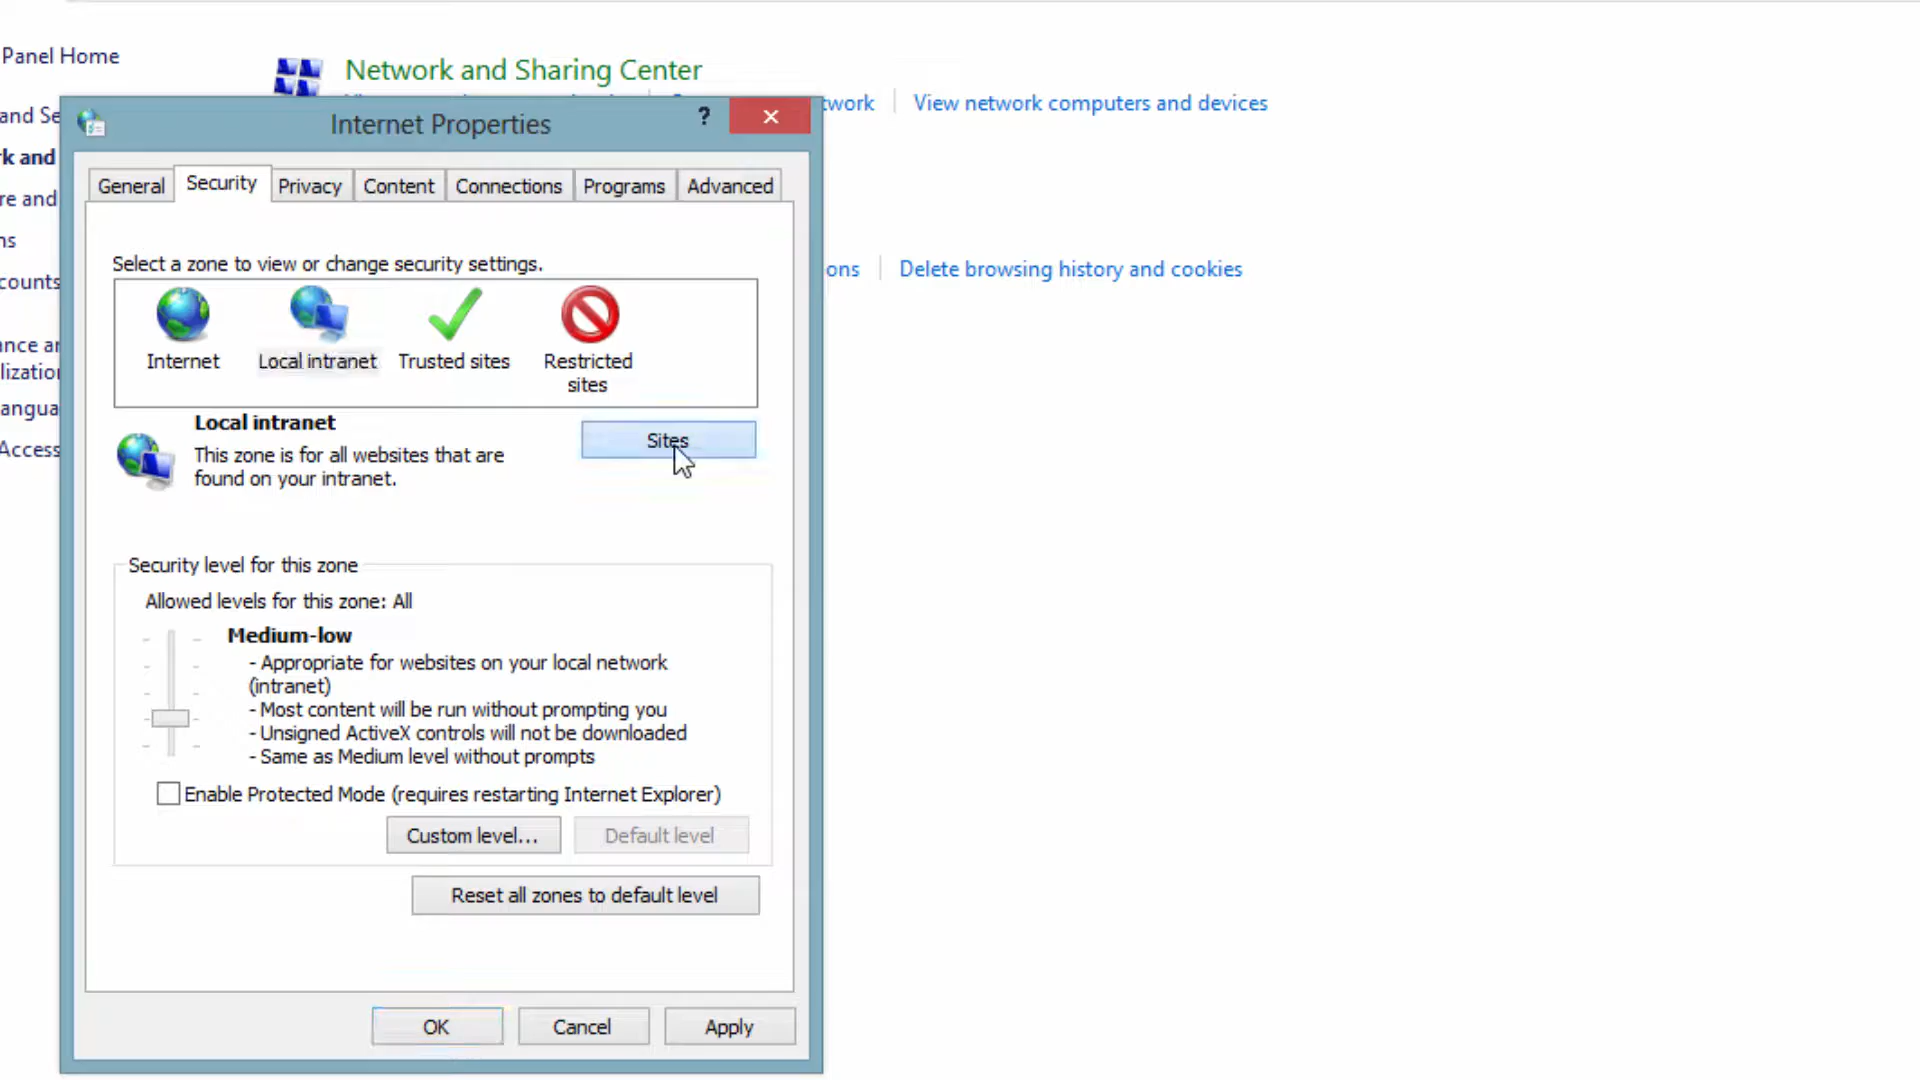 Panel Home
Network and Sharing Center
twork
View network computers and devices
and Se
Internet Properties
?
rk and
General
Security
Privacy
Content
Connections
Programs
Advanced
re and
ns
Select a zone to view or change security settings.
ons
Delete browsing history and cookies
counts
Internet
Local intranet
Trusted sites
Restricted
sites
ance ar
lization
angua
Access
Local intranet
Sites
This zone is for all websites that are
found on your intranet.
Security level for this zone
Allowed levels for this zone: All
Medium-low
- Appropriate for websites on your local network
(intranet)
- Most content will be run without prompting you
- Unsigned ActiveX controls will not be downloaded
- Same as Medium level without prompts
Enable Protected Mode (requires restarting Internet Explorer)
Custom level...
Default level
Reset all zones to default level
OK
Cancel
Apply